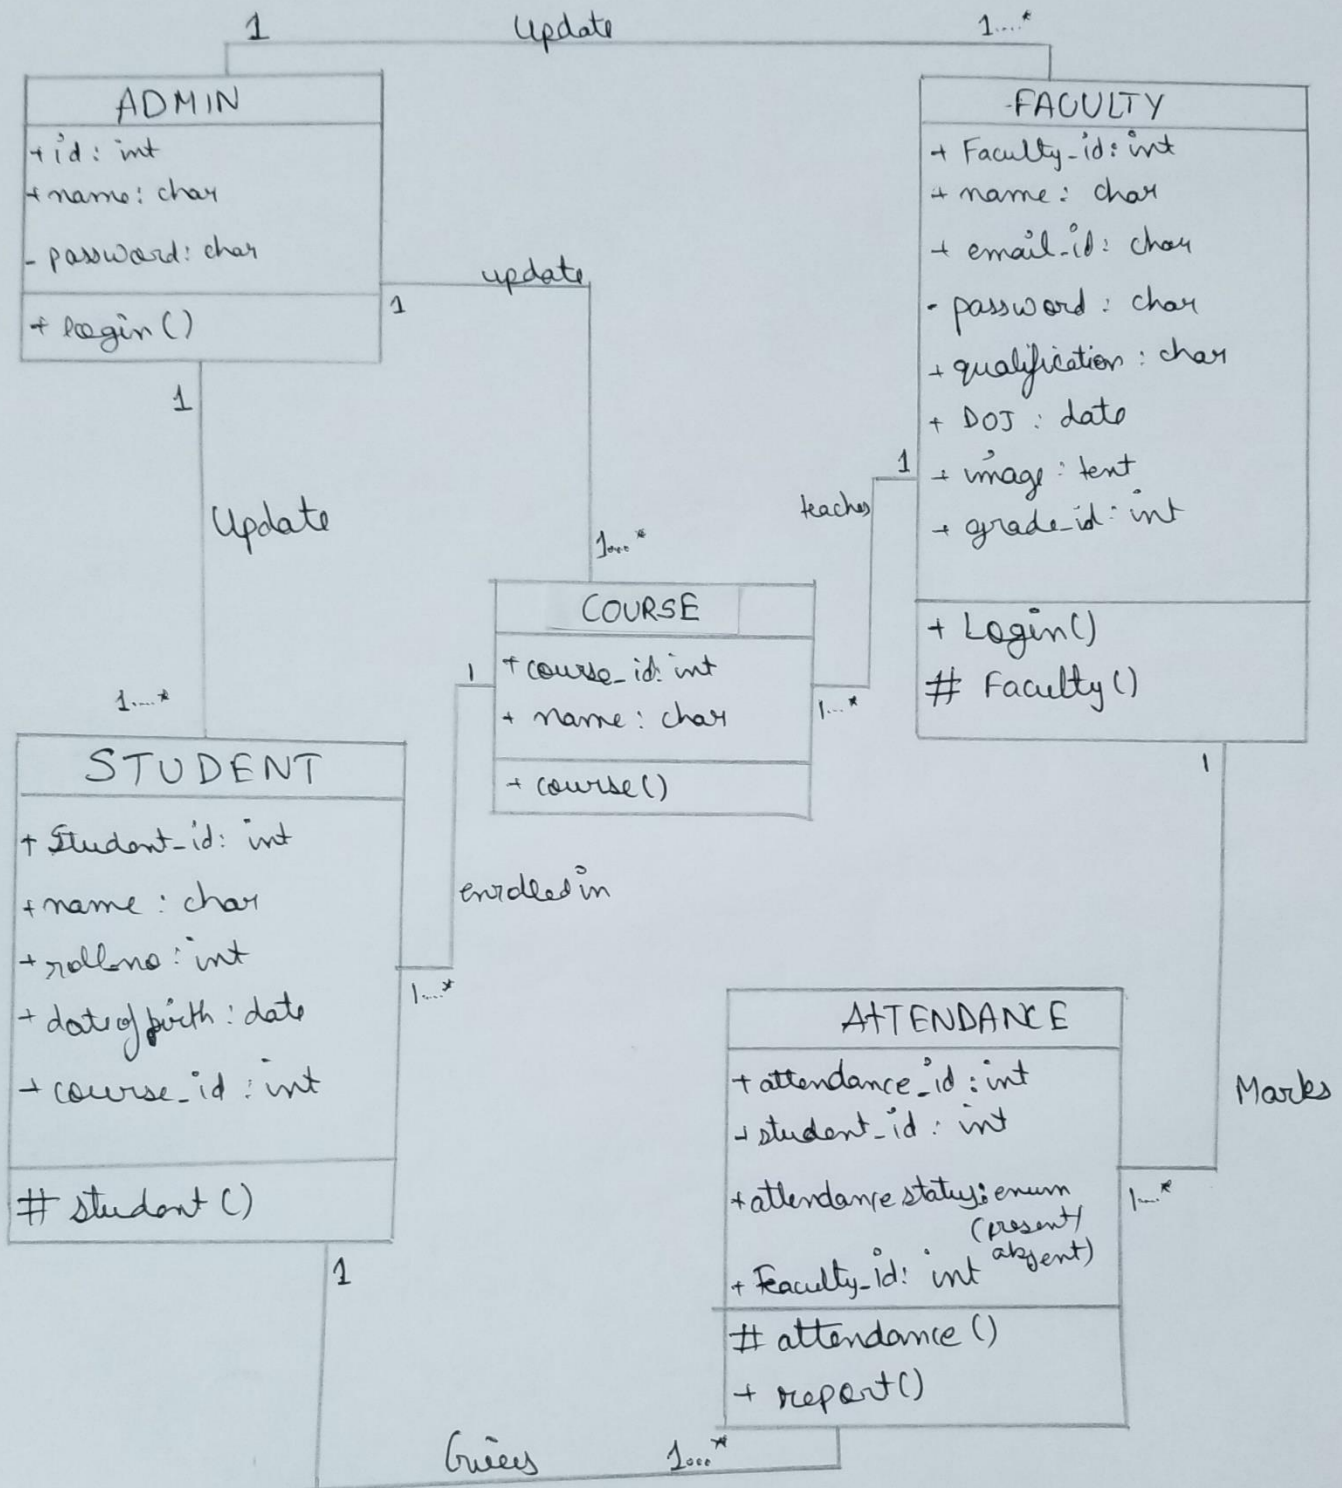 1 Update 1....*
ADMIN
+ id: int
+ name: char
- password: char
+ login()
FACULTY
+ Faculty_id: int
+ name: char
+ email_id: char
- password: char
+ qualification: char
+ DOJ: date
+ image: text
+ grade_id: int
+ Login()
# Faculty()
update
1
1...*
1
Update
1....*
1
teaches
1...*
COURSE
+ course_id: int
+ name: char
+ course()
1
enrolled in
1...*
STUDENT
+ Student_id: int
+ name: char
+ rollno: int
+ dateofbirth: date
+ course_id: int
# student()
1
Marks
1...*
ATTENDANCE
+ attendance_id: int
+ student_id: int
+ attendance status: enum
(present/
absent)
+ Faculty_id: int
# attendance()
+ report()
1
1...*